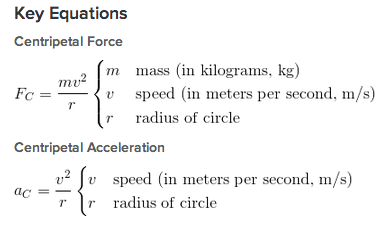 Key Equations
Centripetal Force
F_C = mv²/r { m mass (in kilograms, kg)
v speed (in meters per second, m/s)
r radius of circle
Centripetal Acceleration
a_C = v²/r { v speed (in meters per second, m/s)
r radius of circle